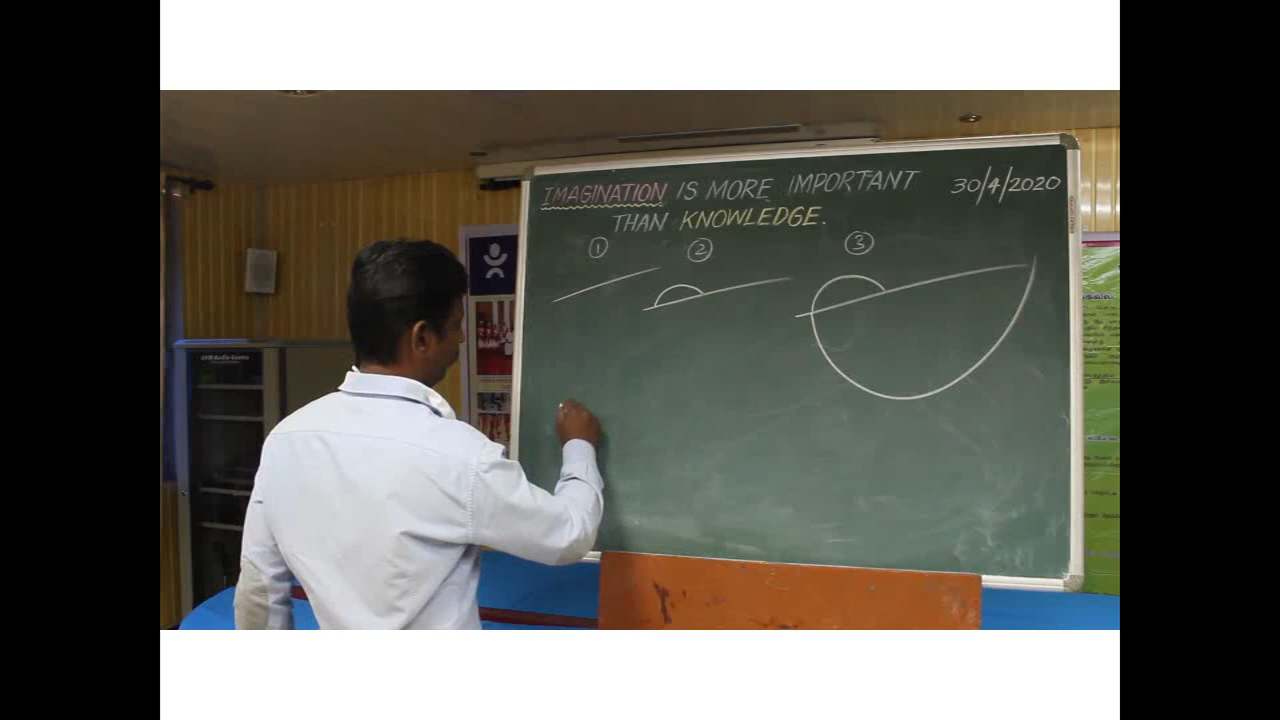 IMAGINATION IS MORE IMPORTANT
THAN KNOWLEDGE.
30/4/2020
1
2
3